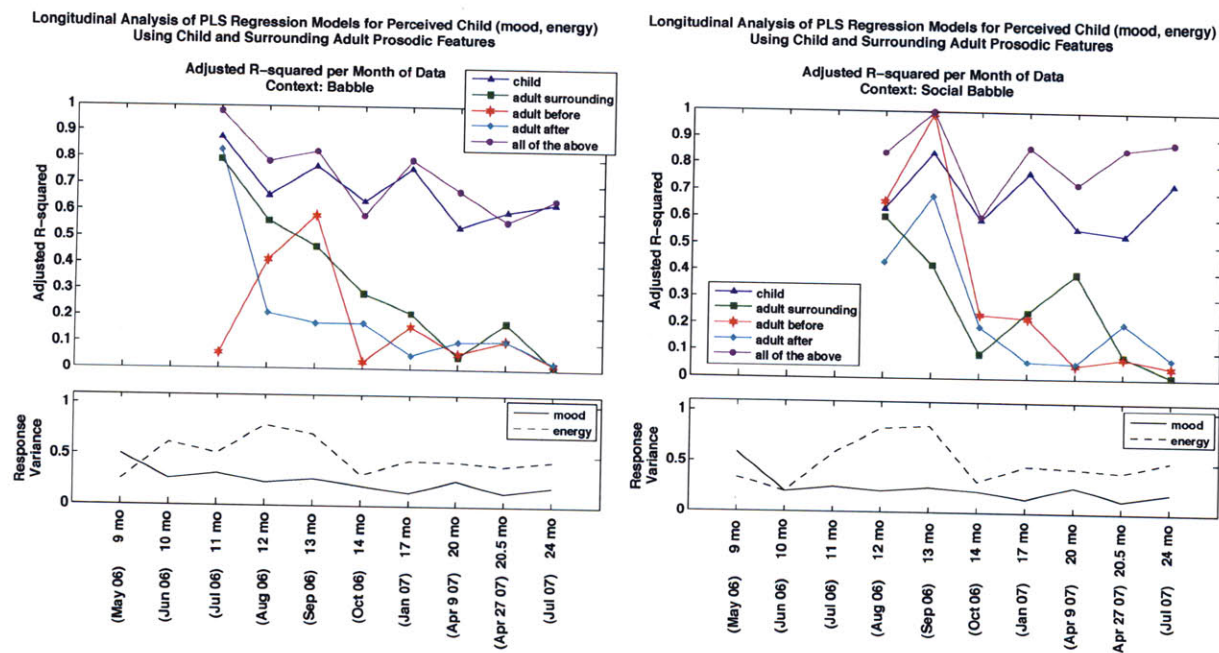 Longitudinal Analysis of PLS Regression Models for Perceived Child (mood, energy)
Using Child and Surrounding Adult Prosodic Features
Adjusted R-squared per Month of Data
Context: Babble
child
adult surrounding
adult before
adult after
all of the above
Adjusted R-squared
1
0.9
0.8
0.7
0.6
0.5
0.4
0.3
0.2
0.1
0
Response
Variance
1
0.5
0
mood
energy
9 mo
10 mo
11 mo
12 mo
13 mo
14 mo
17 mo
20 mo
20.5 mo
24 mo
(May 06)
(Jun 06)
(Jul 06)
(Aug 06)
(Sep 06)
(Oct 06)
(Jan 07)
(Apr 9 07)
(Apr 27 07)
(Jul 07)
Longitudinal Analysis of PLS Regression Models for Perceived Child (mood, energy)
Using Child and Surrounding Adult Prosodic Features
Adjusted R-squared per Month of Data
Context: Social Babble
Adjusted R-squared
1
0.9
0.8
0.7
0.6
0.5
0.4
0.3
0.2
0.1
0
child
adult surrounding
adult before
adult after
all of the above
Response
Variance
1
0.5
0
mood
energy
9 mo
10 mo
11 mo
12 mo
13 mo
14 mo
17 mo
20 mo
20.5 mo
24 mo
(May 06)
(Jun 06)
(Jul 06)
(Aug 06)
(Sep 06)
(Oct 06)
(Jan 07)
(Apr 9 07)
Apr 27 07)
(Jul 07)